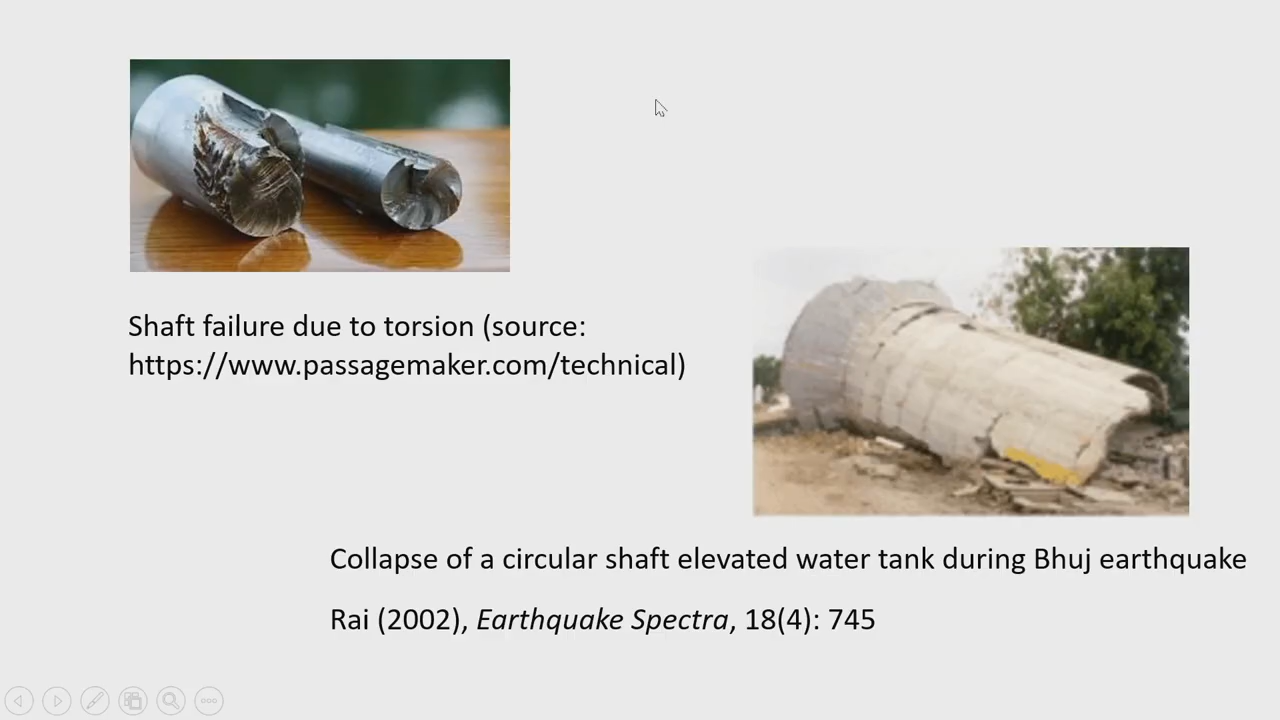 Shaft failure due to torsion (source:
https://www.passagemaker.com/technical)
Collapse of a circular shaft elevated water tank during Bhuj earthquake
Rai (2002), Earthquake Spectra, 18(4): 745